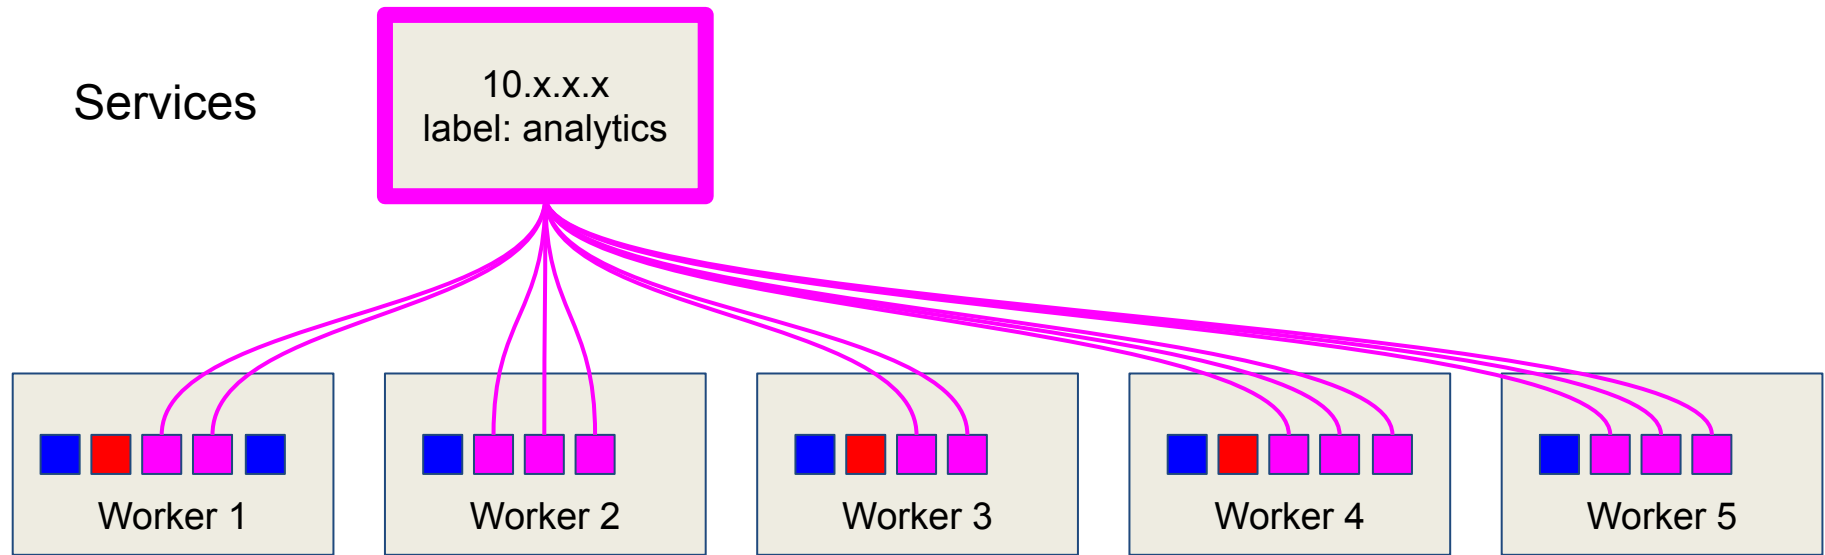 Services
10.x.x.x
label: analytics
Worker 1
Worker 2
Worker 3
Worker 4
Worker 5